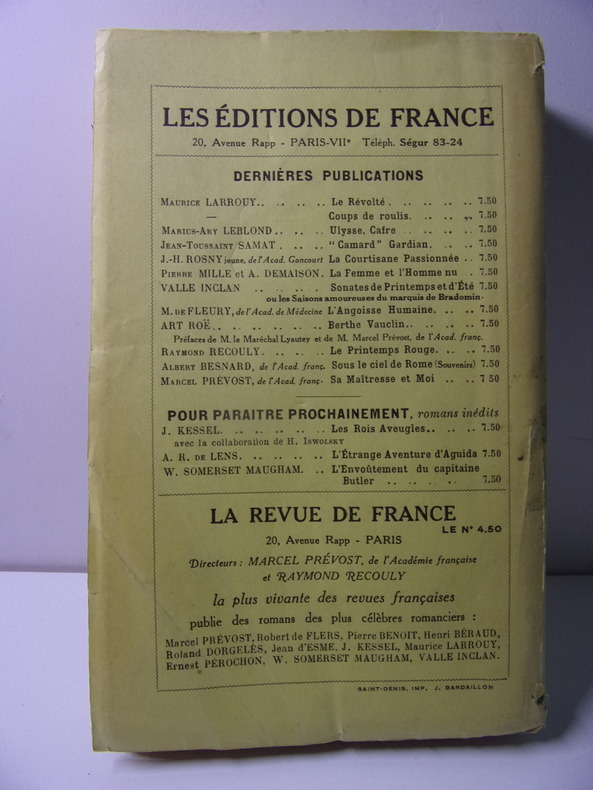 LES ÉDITIONS DE FRANCE
20, Avenue Rapp - PARIS-VIIe Téléph. Ségur 83-24
DERNIÈRES PUBLICATIONS
MAURICE LARROUY.. .. .. .. Le Révolté . .. .. .. .. 7.50
— Coups de roulis. .. .. .. 7.50
MARIUS-ARY LEBLOND .. .. . Ulysse, Cafre .. .. .. .. 7.50
JEAN-TOUSSAINT SAMAT . .. .. "Camard" Gardian. .. .. 7.50
J.-H. ROSNY jeune, de l'Acad. Goncourt La Courtisane Passionnée .. 7.50
PIERRE MILLE et A. DEMAISON. La Femme et l'Homme nu . 7.50
VALLE INCLAN .. .. .. . Sonates de Printemps et d'Été 7.50
ou les Saisons amoureuses du marquis de Bradomin.
M. DE FLEURY, de l'Acad. de Médecine L'Angoisse Humaine. .. .. 7.50
ART ROË.. .. .. .. .. .. Berthe Vauclin.. .. .. .. 7.50
Préfaces de M. le Maréchal Lyautey et de M. Marcel Prévost, de l'Acad. franç.
RAYMOND RECOULY. .. .. .. Le Printemps Rouge. .. .. 7.50
ALBERT BESNARD, de l'Acad. franç. Sous le ciel de Rome (Souvenirs) 7.50
MARCEL PRÉVOST, de l'Acad. franç. Sa Maîtresse et Moi .. .. 7 50
POUR PARAITRE PROCHAINEMENT, romans inédits
J. KESSEL. .. .. .. .. .. Les Rois Aveugles.. .. .. 7.50
avec la collaboration de H. ISWOLSKY
A. R. DE LENS. .. .. .. .. L'Étrange Aventure d'Aguida 7.50
W. SOMERSET MAUGHAM. .. L'Envoûtement du capitaine
Butler .. .. .. . 7.50
LA REVUE DE FRANCE
LE N° 4.50
20, Avenue Rapp - PARIS
Directeurs : MARCEL PRÉVOST, de l'Académie française
et RAYMOND RECOULY
la plus vivante des revues françaises
publie des romans des plus célèbres romanciers :
Marcel PRÉVOST, Robert de FLERS, Pierre BENOIT, Henri BÉRAUD,
Roland DORGELÈS, Jean d'ESME, J. KESSEL, Maurice LARROUY,
Ernest PÉROCHON, W. SOMERSET MAUGHAM, VALLE INCLAN.
SAINT-DENIS. IMP. J. BARDAILLON